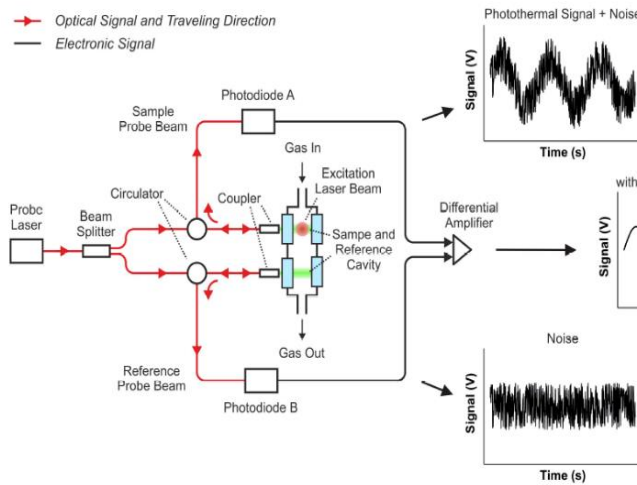 Optical Signal and Traveling Direction
Electronic Signal
Photothermal Signal + Noise
Signal (V)
Time (s)
Sample
Probe Beam
Photodiode A
Gas In
Excitation
Laser Beam
Circulator
Coupler
Probe
Laser
Beam
Splitter
Sampe and
Reference
Cavity
Differential
Amplifier
with
Signal (V)
Gas Out
Reference
Probe Beam
Photodiode B
Noise
Signal (V)
Time (s)